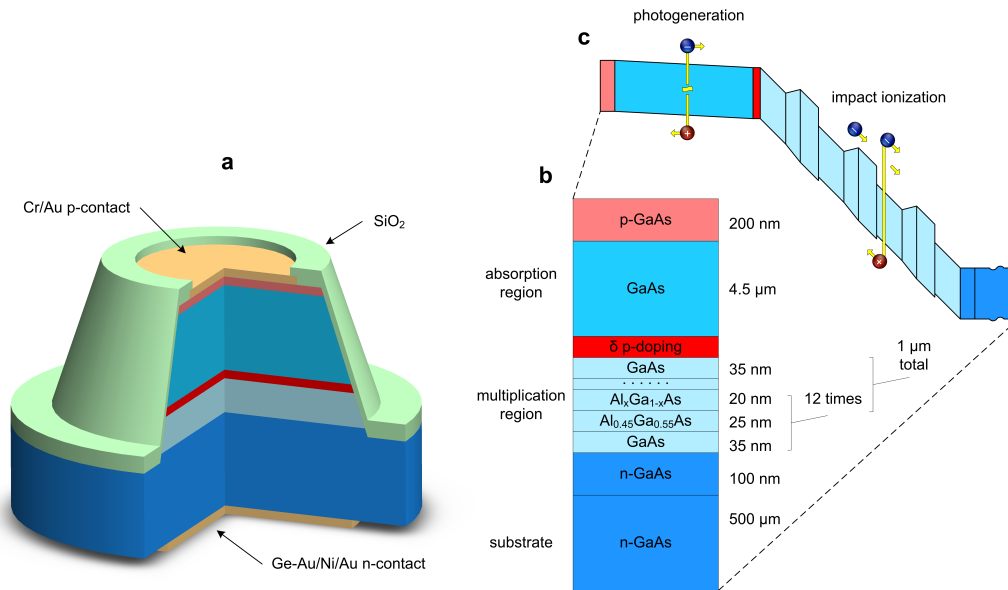 a
Cr/Au p-contact
SiO₂
Ge-Au/Ni/Au n-contact
b
p-GaAs
200 nm
absorption
region
GaAs
4.5 µm
δ p-doping
multiplication
region
GaAs
35 nm
. . . . . .
AlₓGa₁₋ₓAs
20 nm
Al₀.₄₅Ga₀.₅₅As
25 nm
GaAs
35 nm
12 times
1 µm
total
n-GaAs
100 nm
substrate
n-GaAs
500 µm
c
photogeneration
−
+
impact ionization
−
−
+